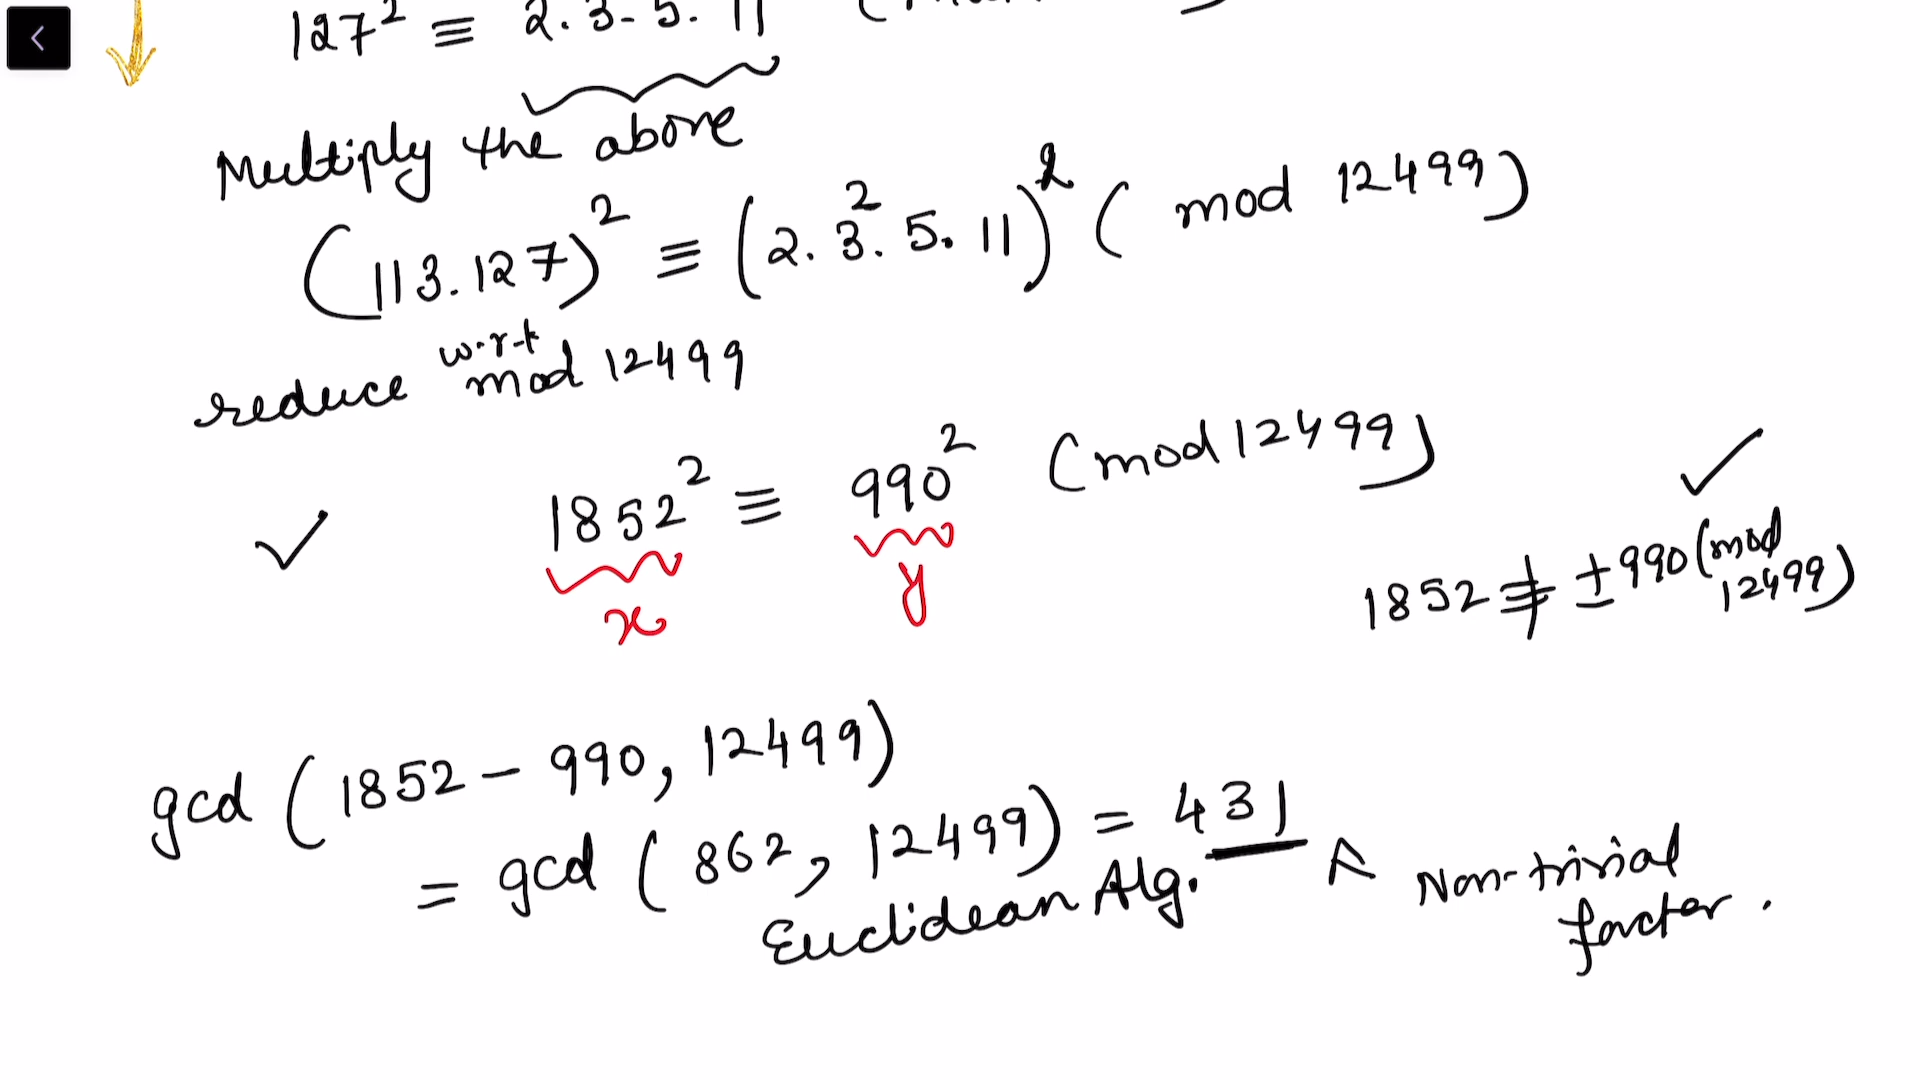 127² ≡ 2. 3. 5. 11
Multiply the above
(113.127)² ≡ (2. 3². 5. 11)² ( mod 12499)
reduce w.r.t mod 12499
1852² ≡ 990² (mod 12499)
x y
1852 ≢ ±990 (mod 12499)
gcd (1852 - 990, 12499)
= gcd ( 862, 12499) = 431
Euclidean Alg. A Non-trivial
factor.